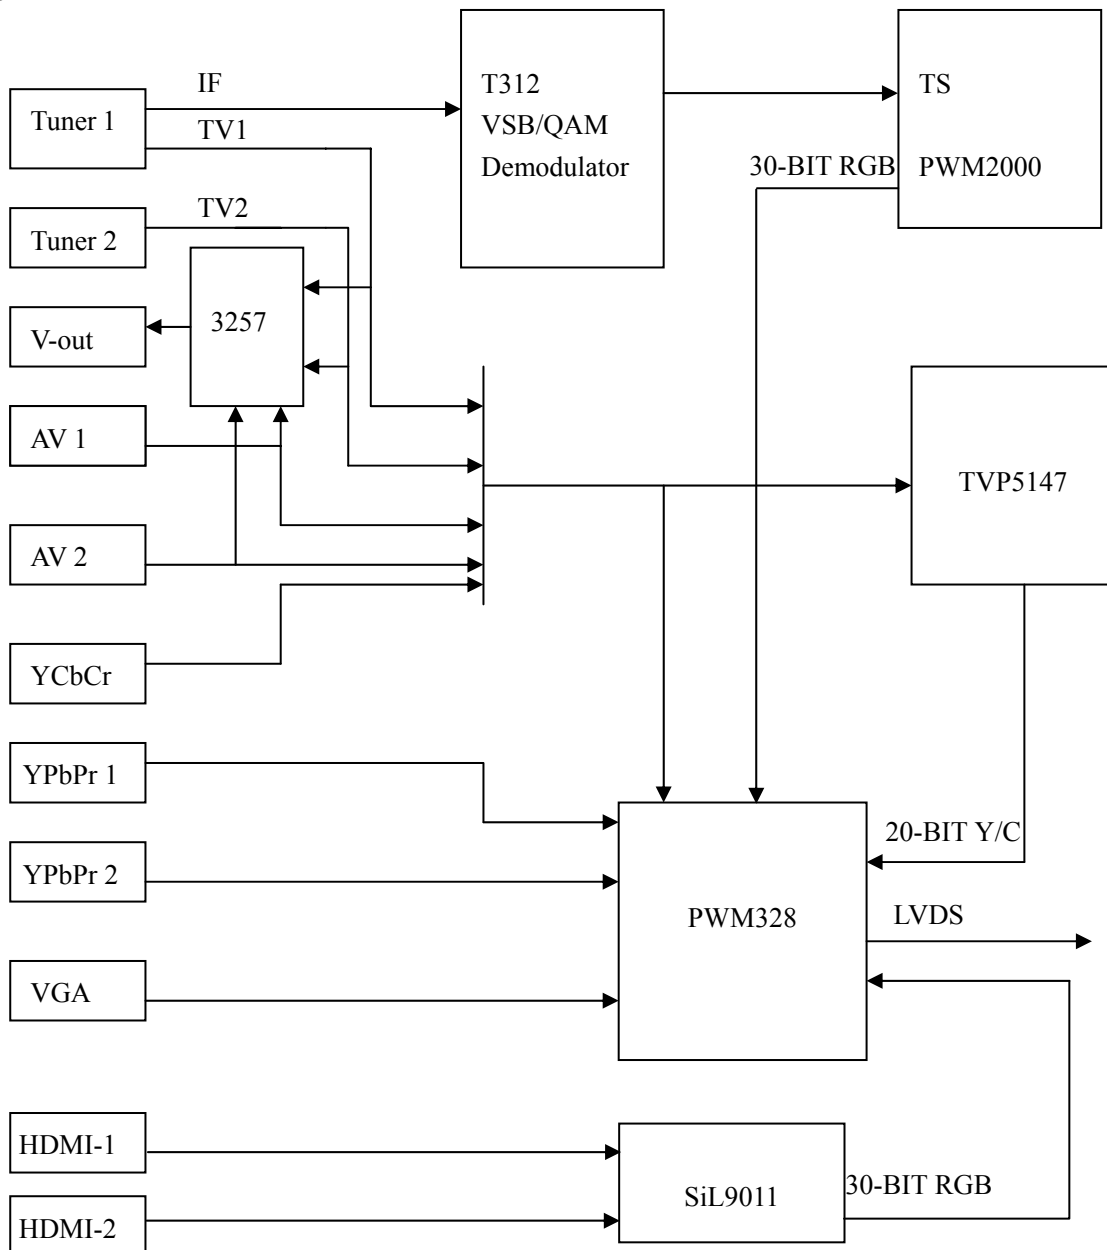 IF
T312
TS
Tuner 1
VSB/QAM
TV1
Demodulator
30-BIT RGB
PWM2000
TV2
Tuner 2
3257
V-out
AV 1
TVP5147
AV 2
YCbCr
YPbPr 1
20-BIT Y/C
YPbPr 2
PWM328
LVDS
VGA
HDMI-1
SiL9011
30-BIT RGB
HDMI-2